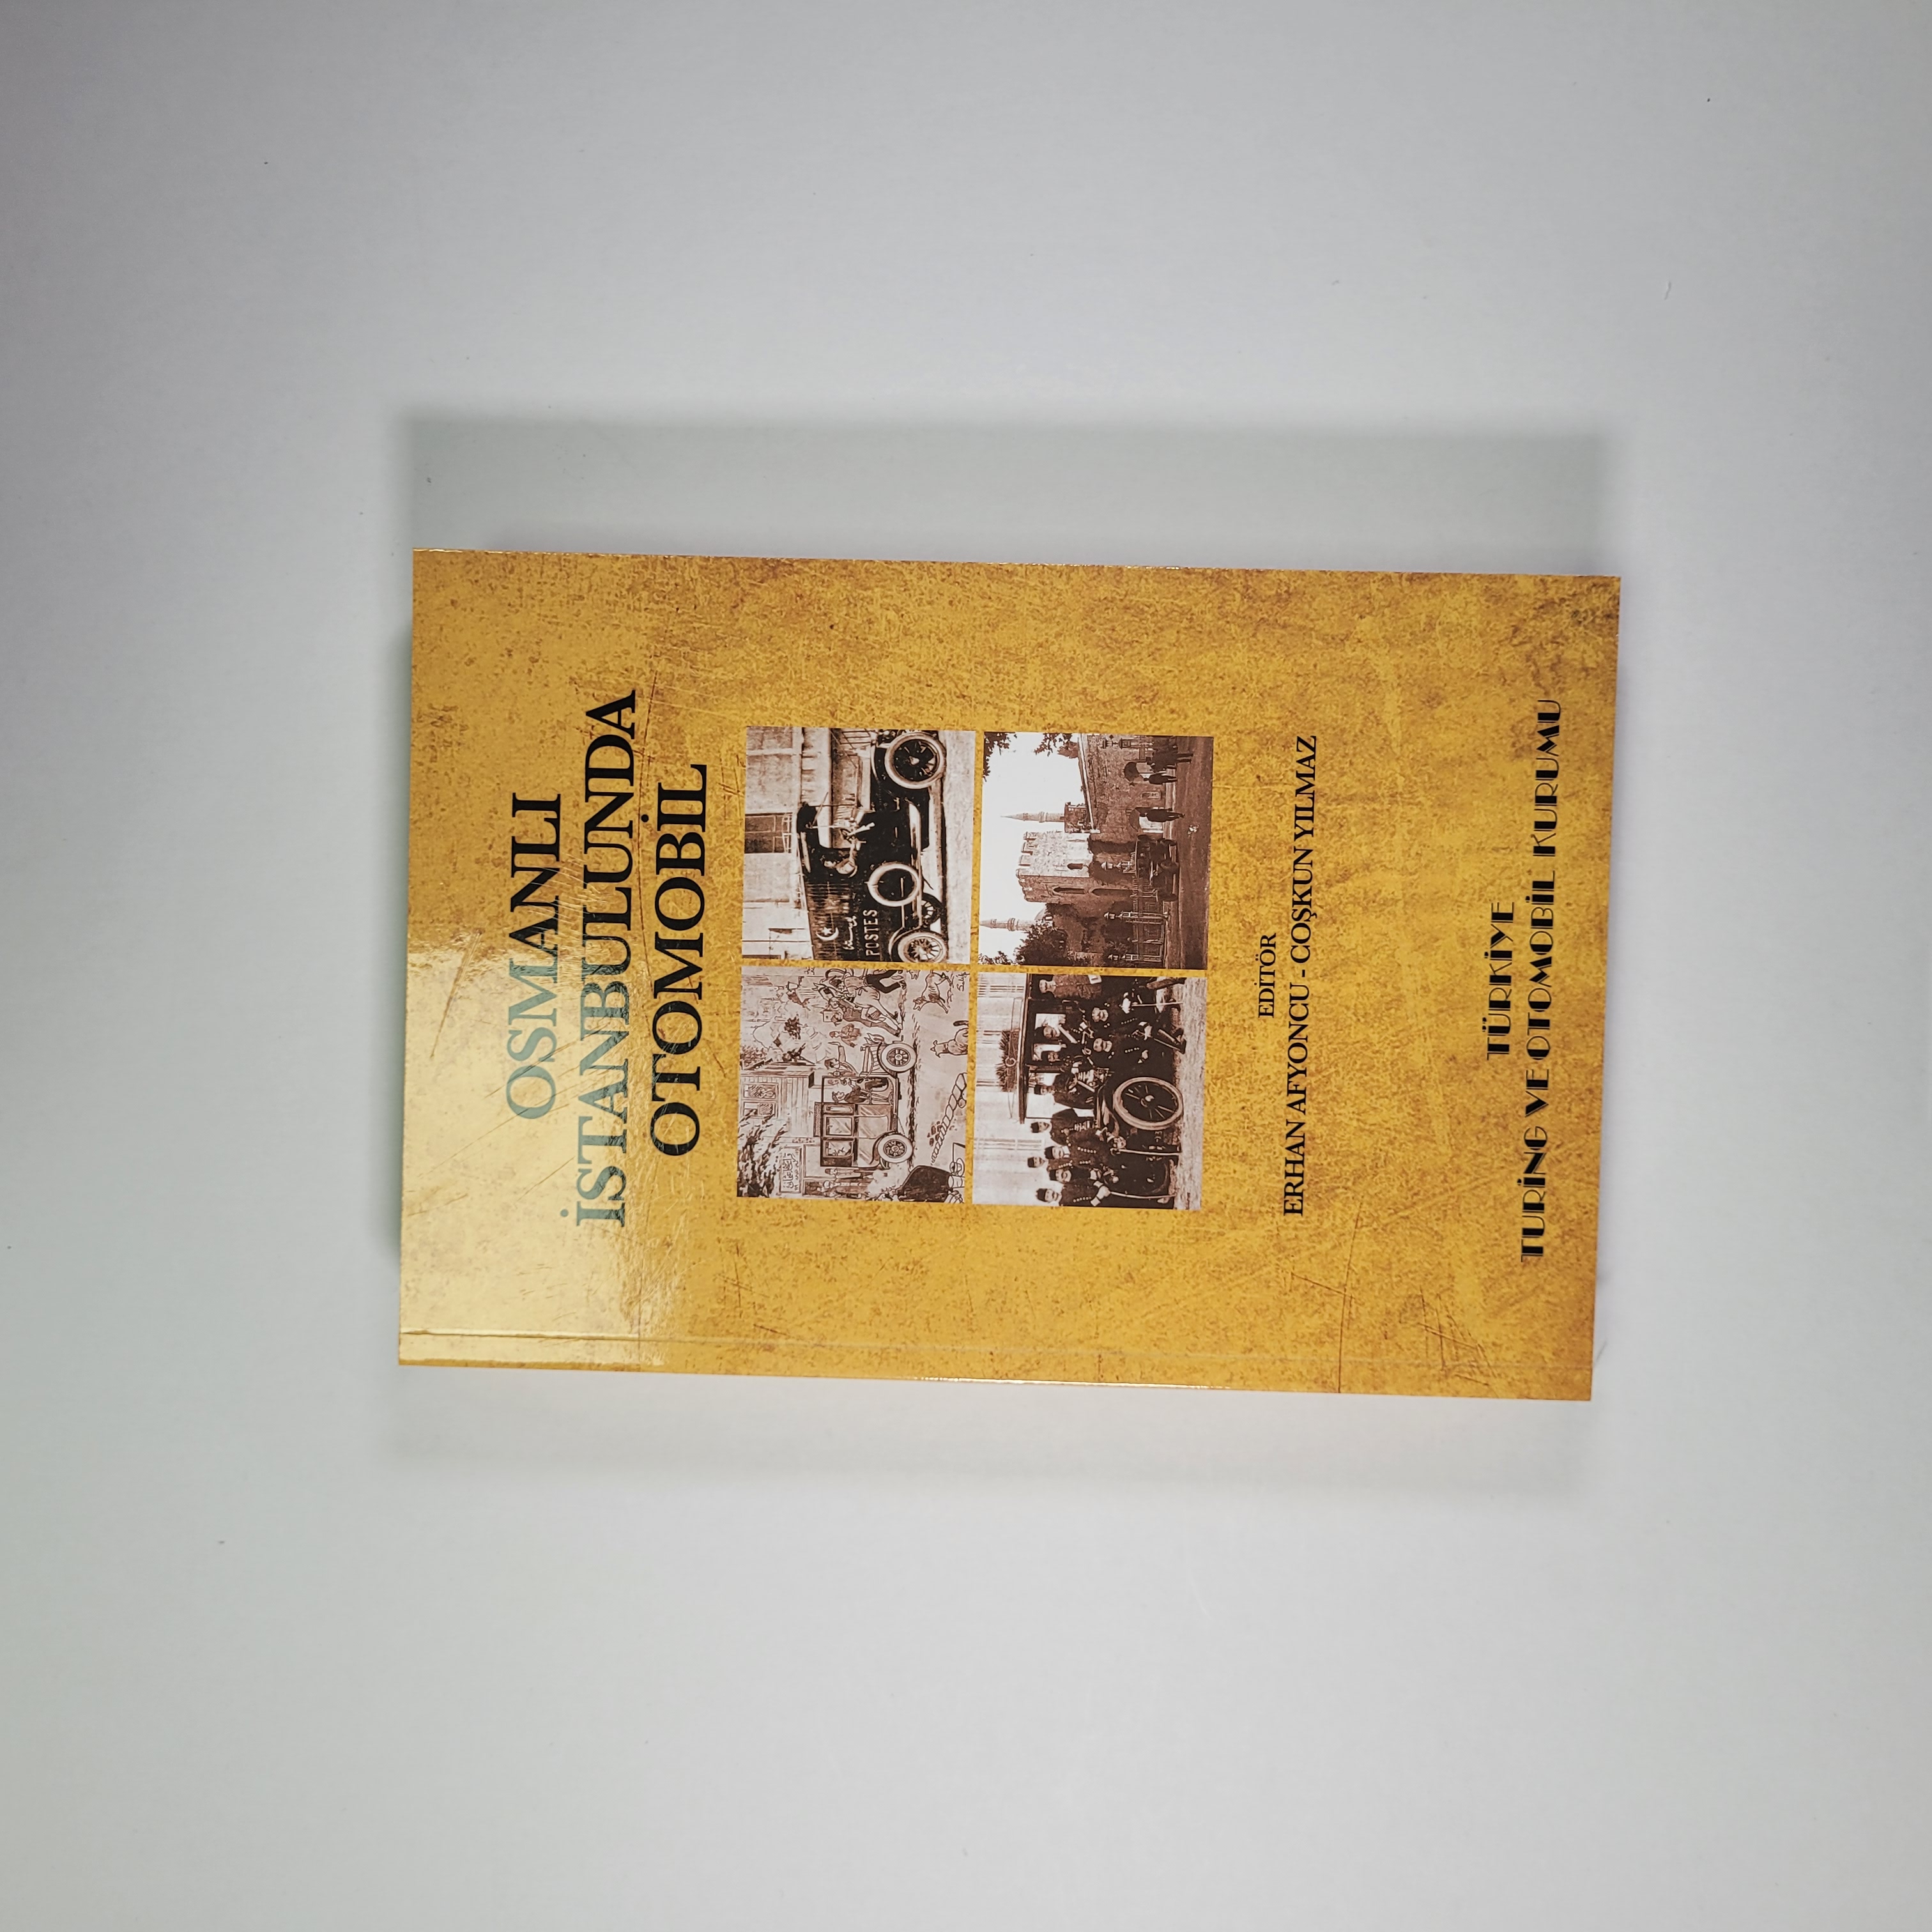 OSMANLI
İSTANBULUNDA
OTOMOBİL
POSTES
EDİTÖR
ERHAN AFYONCU - COŞKUN YILMAZ
TÜRKİYE
TURİNG VE OTOMOBİL KURUMU